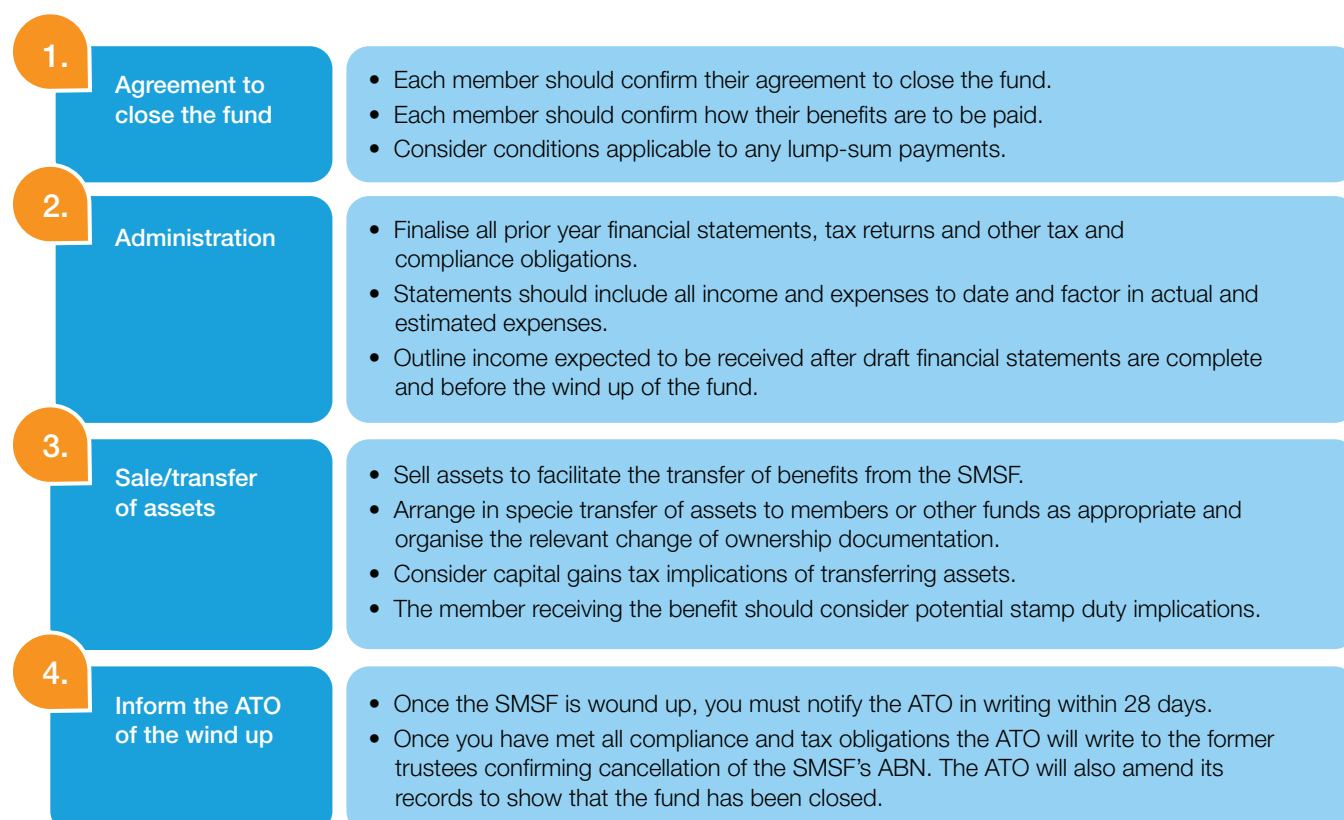 1.
Agreement to
close the fund
• Each member should confirm their agreement to close the fund.
• Each member should confirm how their benefits are to be paid.
• Consider conditions applicable to any lump-sum payments.
2.
Administration
• Finalise all prior year financial statements, tax returns and other tax and
compliance obligations.
• Statements should include all income and expenses to date and factor in actual and
estimated expenses.
• Outline income expected to be received after draft financial statements are complete
and before the wind up of the fund.
3.
Sale/transfer
of assets
• Sell assets to facilitate the transfer of benefits from the SMSF.
• Arrange in specie transfer of assets to members or other funds as appropriate and
organise the relevant change of ownership documentation.
• Consider capital gains tax implications of transferring assets.
• The member receiving the benefit should consider potential stamp duty implications.
4.
Inform the ATO
of the wind up
• Once the SMSF is wound up, you must notify the ATO in writing within 28 days.
• Once you have met all compliance and tax obligations the ATO will write to the former
trustees confirming cancellation of the SMSF's ABN. The ATO will also amend its
records to show that the fund has been closed.